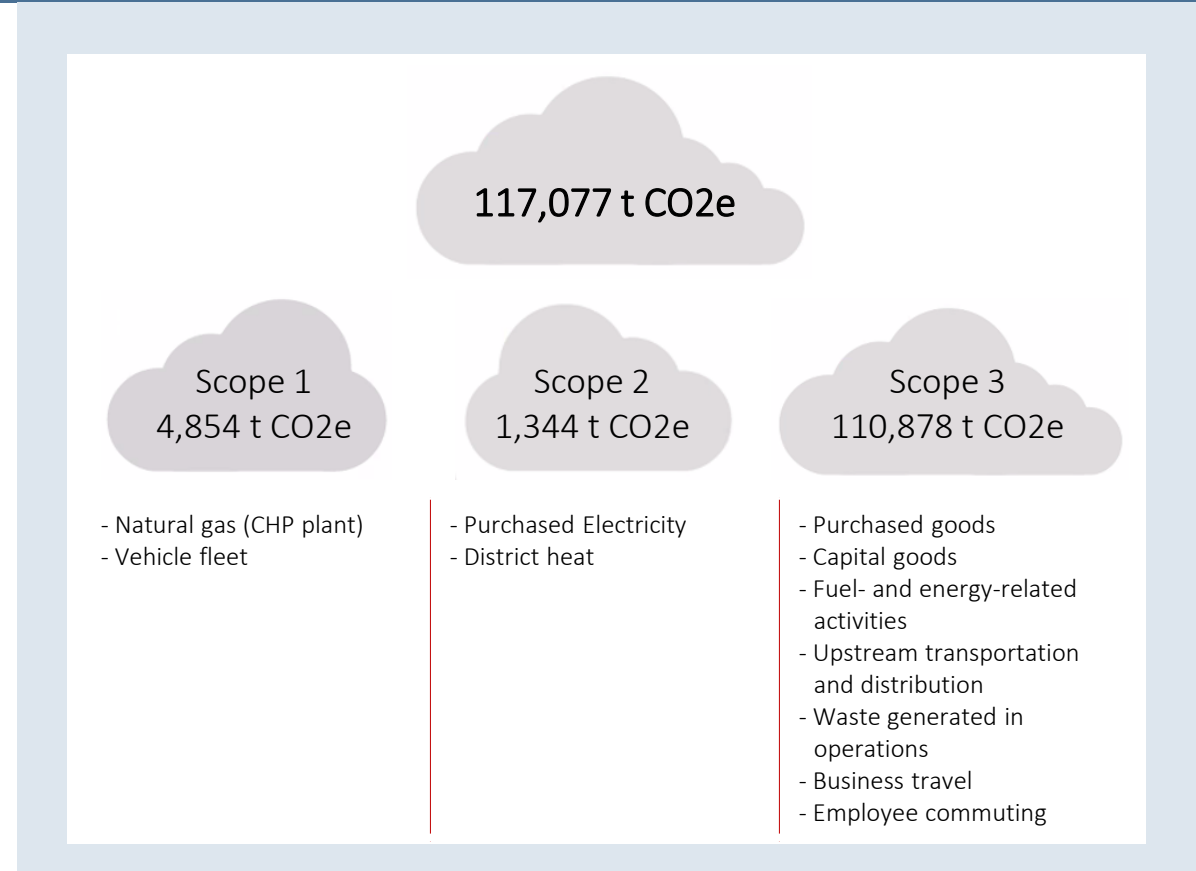 117,077 t CO2e
Scope 1
4,854 t CO2e
Scope 2
1,344 t CO2e
Scope 3
110,878 t CO2e
- Natural gas (CHP plant)
- Vehicle fleet
- Purchased Electricity
- District heat
- Purchased goods
- Capital goods
- Fuel- and energy-related
activities
- Upstream transportation
and distribution
- Waste generated in
operations
- Business travel
- Employee commuting